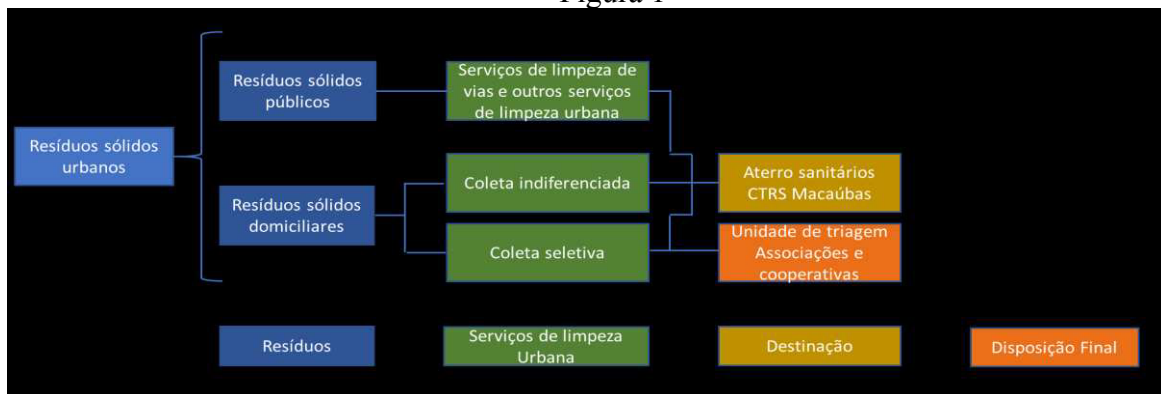 Figura 1
Resíduos sólidos
urbanos
Resíduos sólidos
públicos
Serviços de limpeza de
vias e outros serviços
de limpeza urbana
Resíduos sólidos
domiciliares
Coleta indiferenciada
Aterro sanitários
CTRS Macaúbas
Coleta seletiva
Unidade de triagem
Associações e
cooperativas
Resíduos
Serviços de limpeza
Urbana
Destinação
Disposição Final